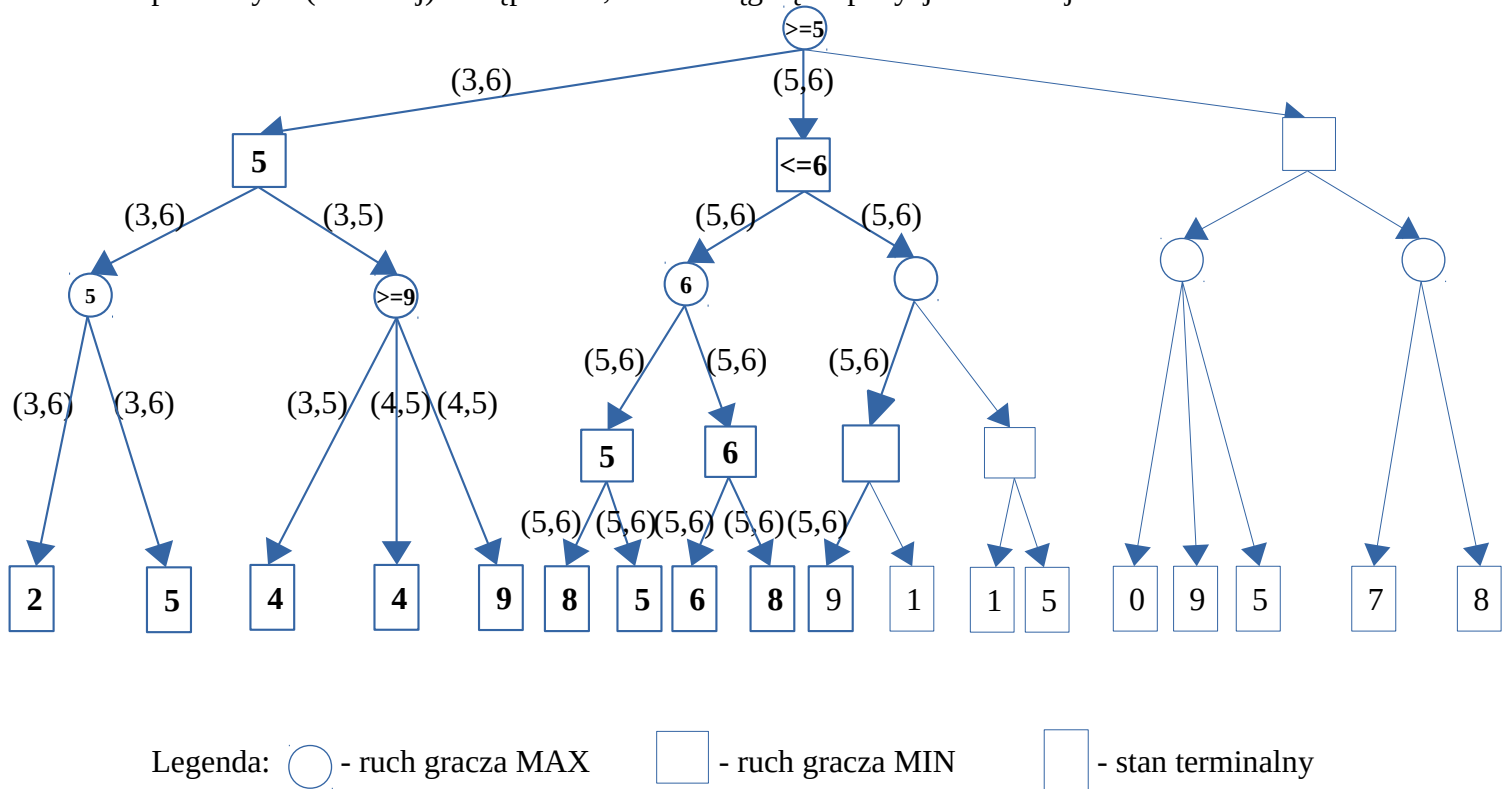 >=5
(3,6) (5,6)
5 <=6
(3,6) (3,5) (5,6) (5,6)
5 >=9 6
(5,6) (5,6) (5,6)
(3,6) (3,6) (3,5) (4,5) (4,5)
5 6
(5,6) (5,6) (5,6) (5,6) (5,6)
2 5 4 4 9 8 5 6 8 9 1 1 5 0 9 5 7 8
Legenda: - ruch gracza MAX - ruch gracza MIN - stan terminalny